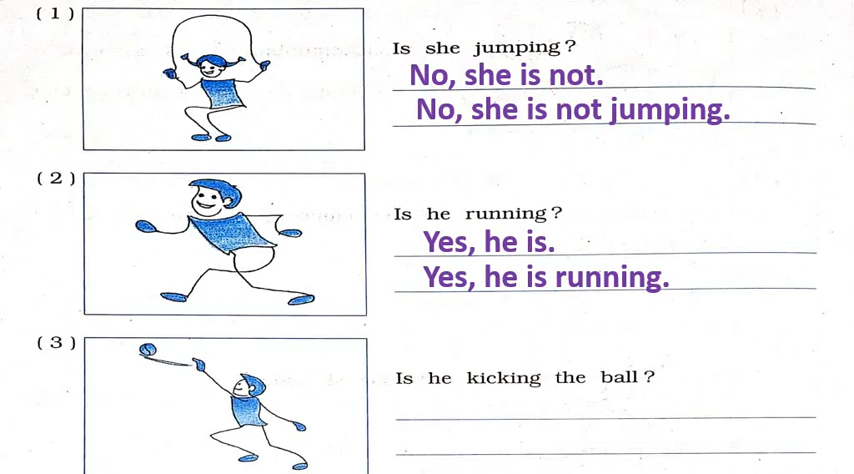 (1)
Is she jumping?
No, she is not.
No, she is not jumping.
(2)
Is he running?
Yes, he is.
Yes, he is running.
(3)
Is he kicking the ball?